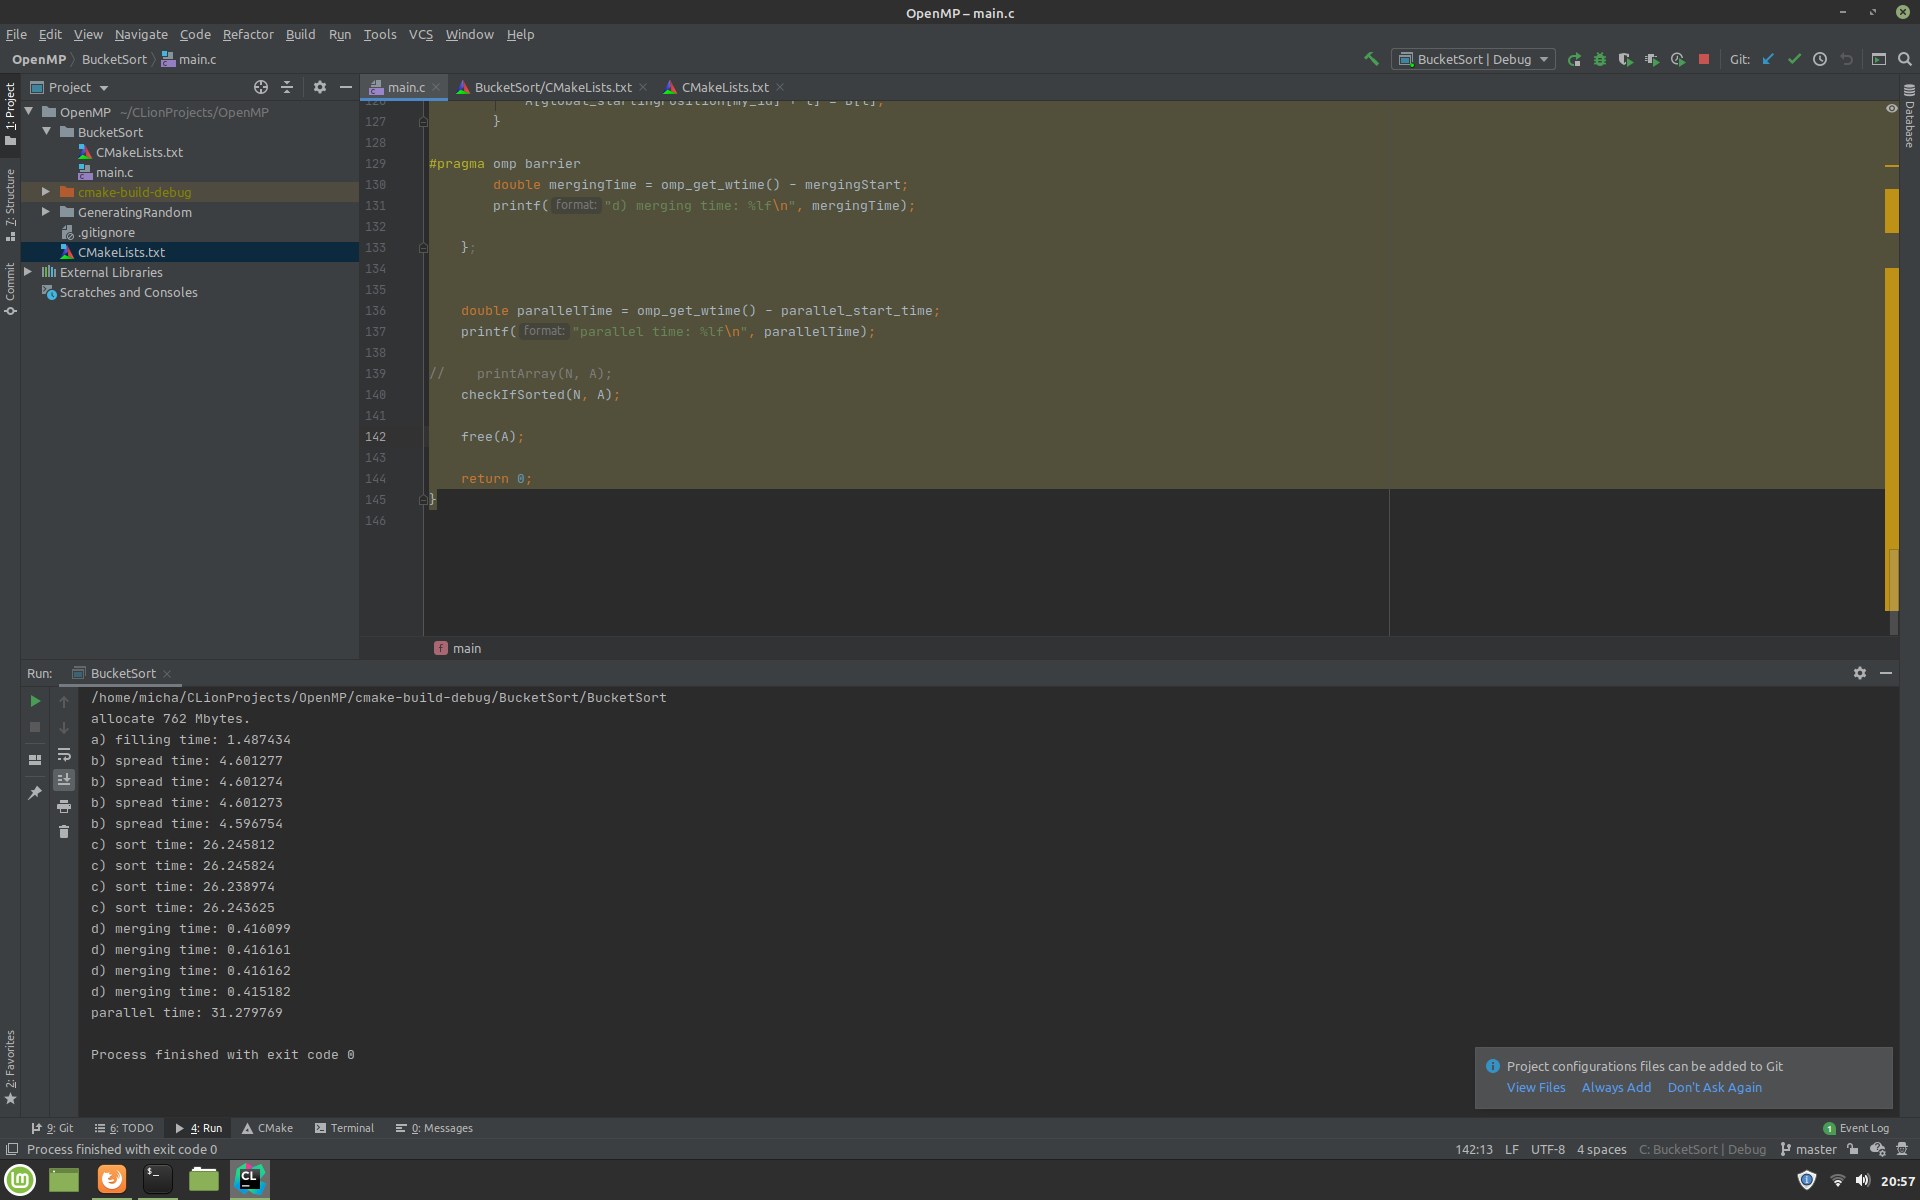 OpenMP – main.c
File Edit View Navigate Code Refactor Build Run Tools VCS Window Help
OpenMP BucketSort main.c BucketSort | Debug Git:
Project main.c BucketSort/CMakeLists.txt CMakeLists.txt
1: Project
7: Structure
Commit
2: Favorites
Database
OpenMP ~/CLionProjects/OpenMP
BucketSort
CMakeLists.txt
main.c
cmake-build-debug
GeneratingRandom
.gitignore
CMakeLists.txt
External Libraries
Scratches and Consoles
126 A[global_startingPosition[my_id] + i] = B[i];
127 }
128
129 #pragma omp barrier
130 double mergingTime = omp_get_wtime() - mergingStart;
131 printf( format: "d) merging time: %lf\n", mergingTime);
132
133 };
134
135
136 double parallelTime = omp_get_wtime() - parallel_start_time;
137 printf( format: "parallel time: %lf\n", parallelTime);
138
139 // printArray(N, A);
140 checkIfSorted(N, A);
141
142 free(A);
143
144 return 0;
145 }
146
f main
Run: BucketSort
/home/micha/CLionProjects/OpenMP/cmake-build-debug/BucketSort/BucketSort
allocate 762 Mbytes.
a) filling time: 1.487434
b) spread time: 4.601277
b) spread time: 4.601274
b) spread time: 4.601273
b) spread time: 4.596754
c) sort time: 26.245812
c) sort time: 26.245824
c) sort time: 26.238974
c) sort time: 26.243625
d) merging time: 0.416099
d) merging time: 0.416161
d) merging time: 0.416162
d) merging time: 0.415182
parallel time: 31.279769
Process finished with exit code 0
Project configurations files can be added to Git
View Files Always Add Don't Ask Again
9: Git 6: TODO 4: Run CMake Terminal 0: Messages 1 Event Log
Process finished with exit code 0 142:13 LF UTF-8 4 spaces C: BucketSort | Debug master
lm $_ CL 20:57